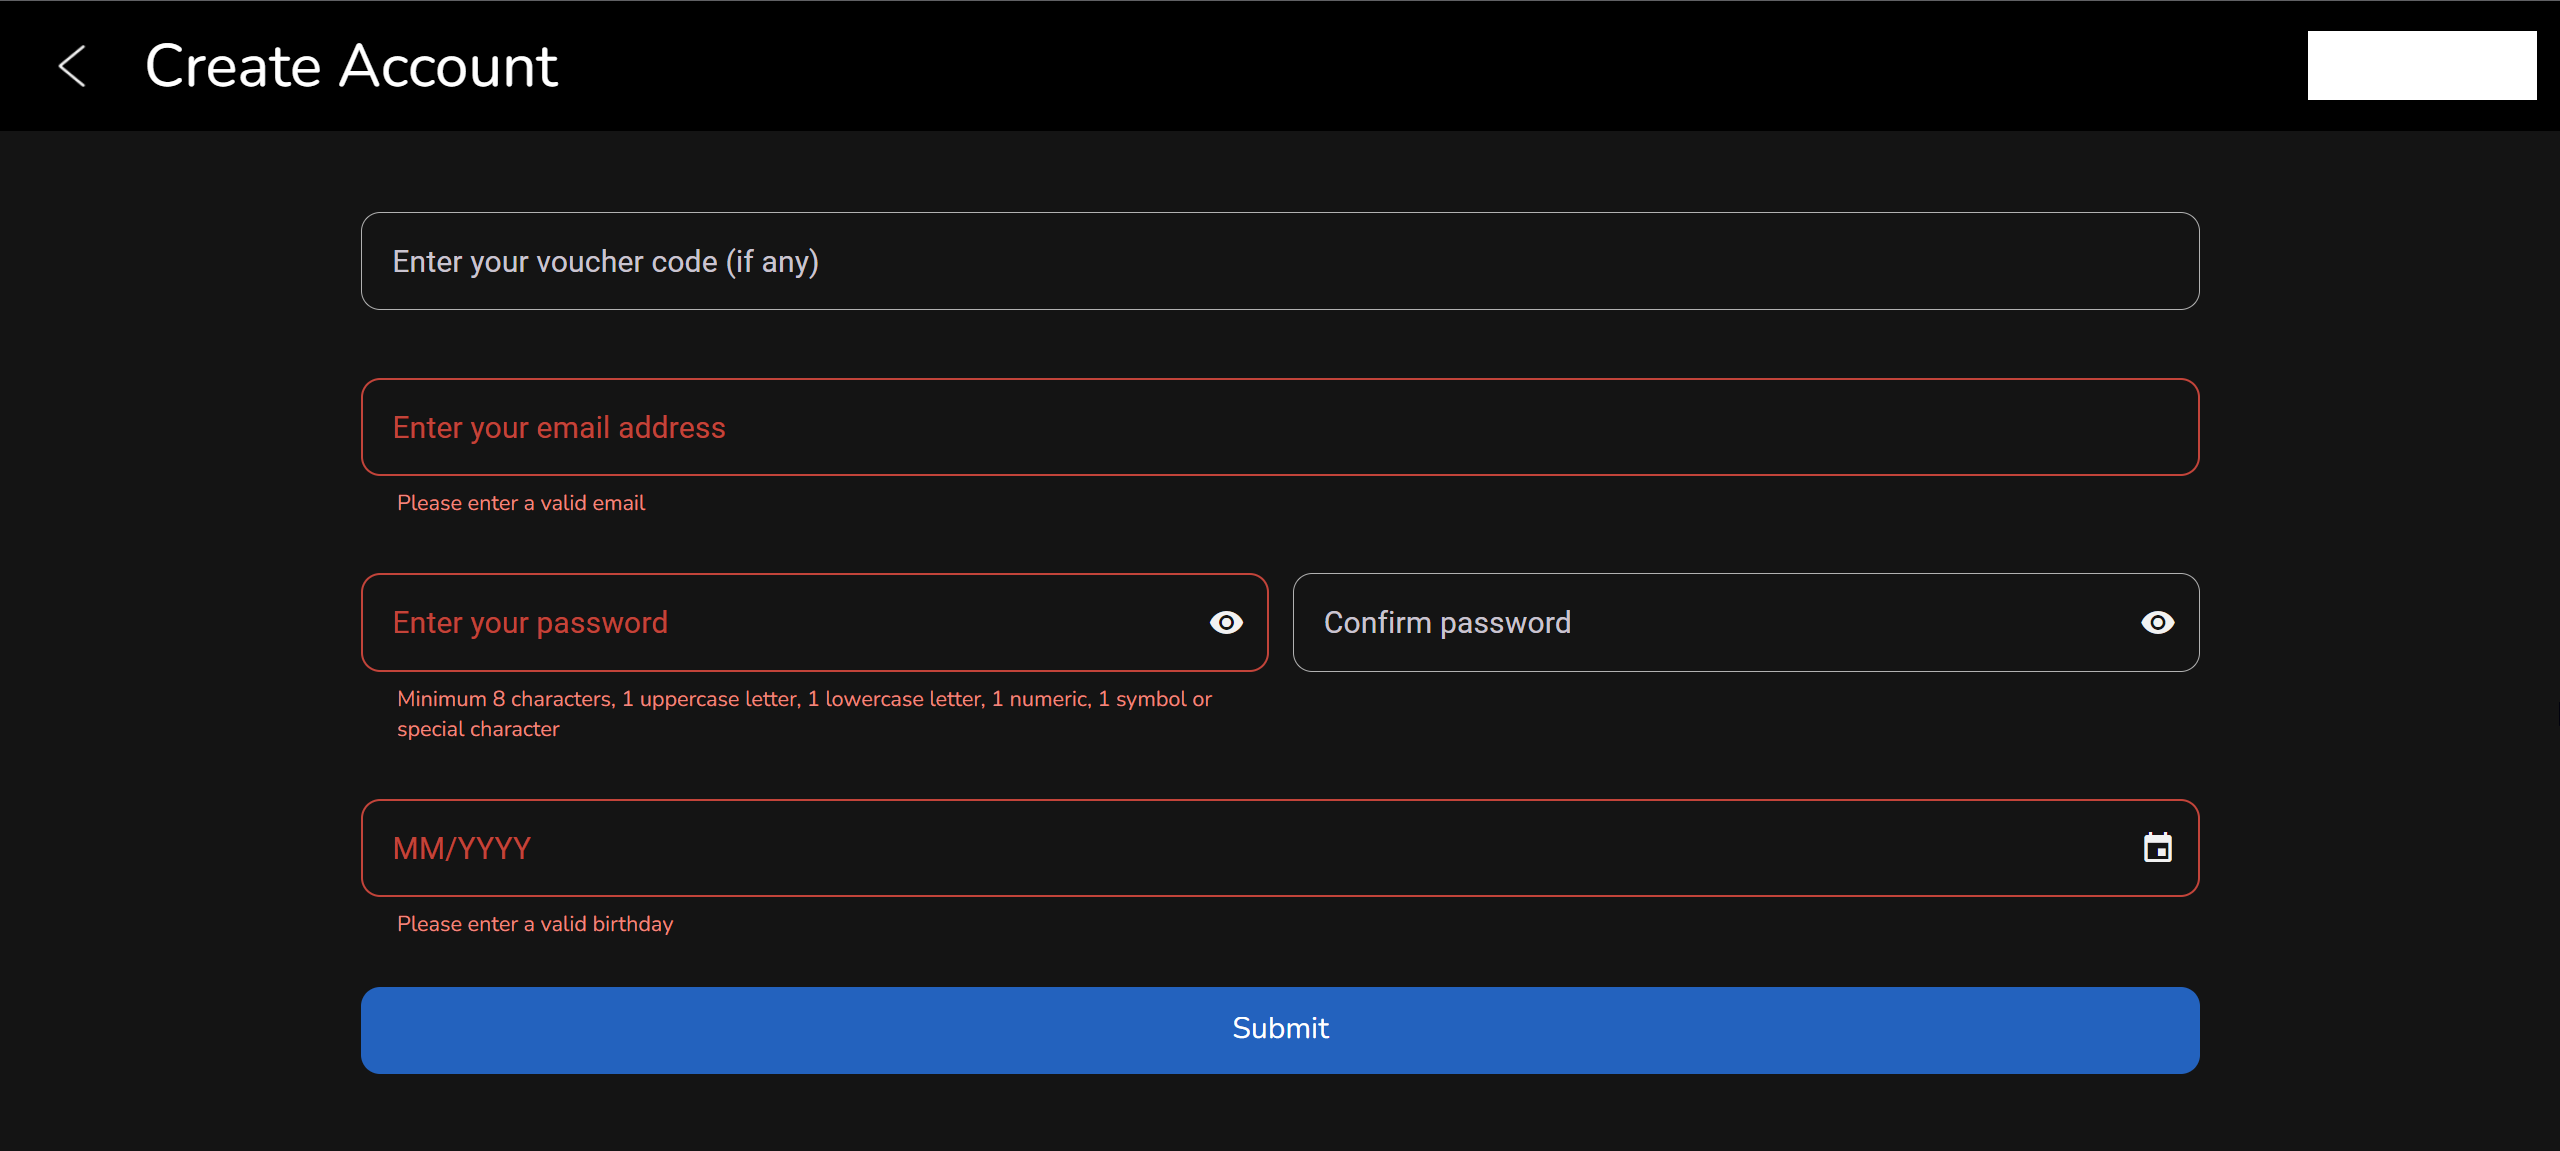 Create Account
Enter your voucher code (if any)
Enter your email address
Please enter a valid email
Enter your password
Confirm password
Minimum 8 characters, 1 uppercase letter, 1 lowercase letter, 1 numeric, 1 symbol or
special character
MM/YYYY
Please enter a valid birthday
Submit